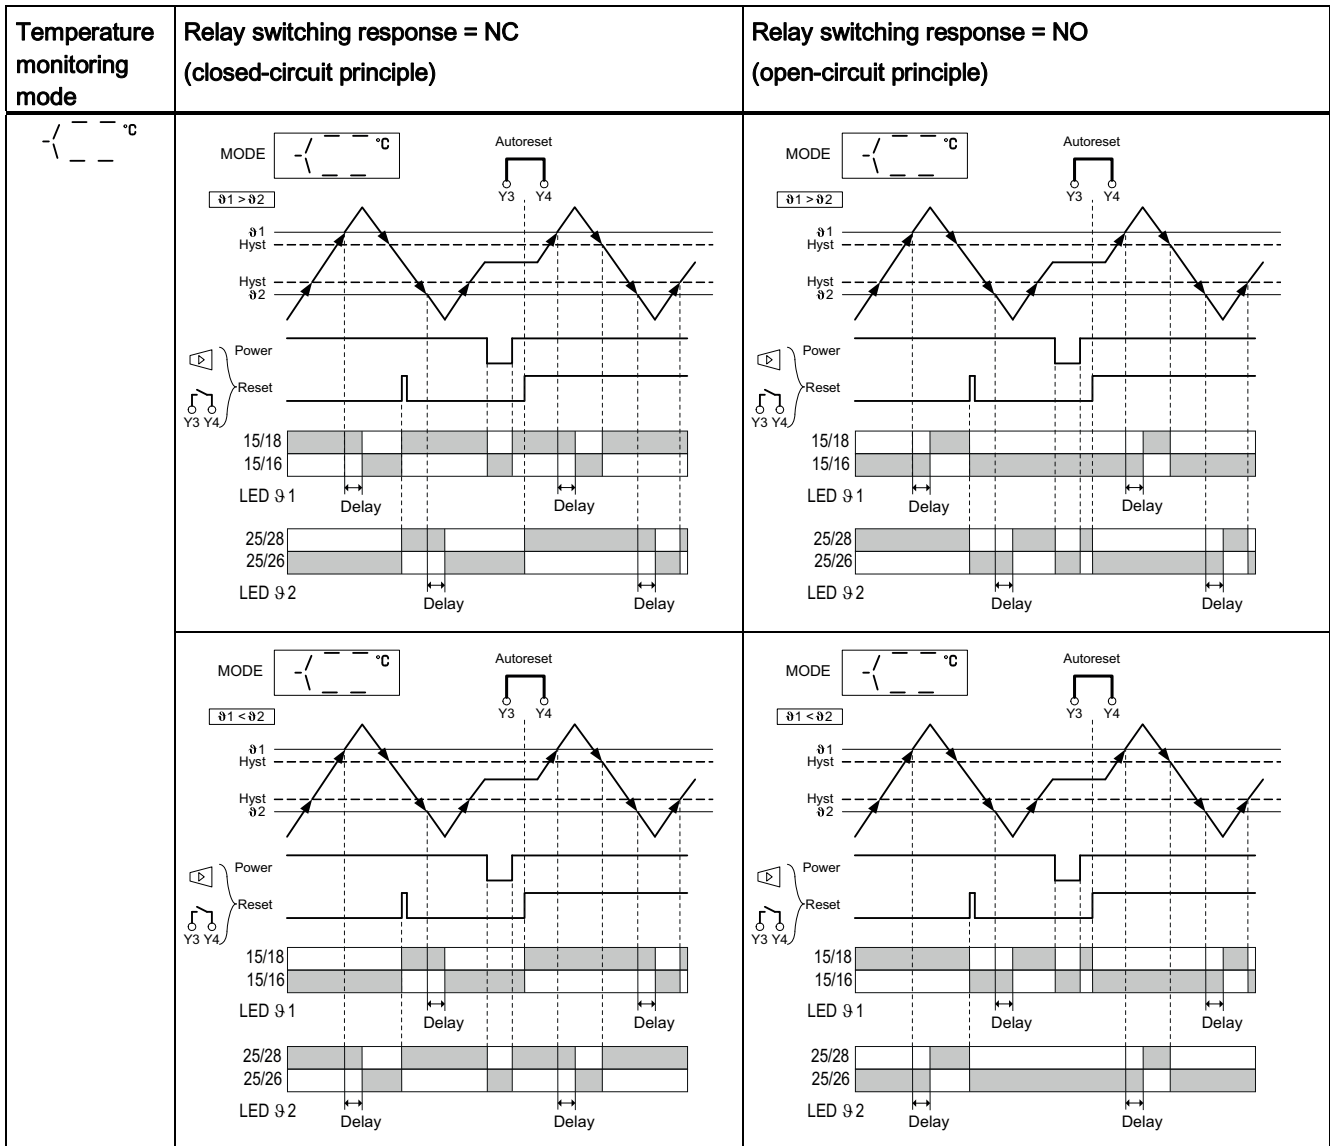 Temperature
monitoring
mode
Relay switching response = NC
(closed-circuit principle)
Relay switching response = NO
(open-circuit principle)
°C
MODE
°C
Autoreset
Y3 Y4
ϑ1 > ϑ2
ϑ1
Hyst
Hyst
ϑ2
Power
Reset
Y3 Y4
15/18
15/16
LED ϑ1
Delay
Delay
25/28
25/26
LED ϑ2
Delay
Delay
MODE
°C
Autoreset
Y3 Y4
ϑ1 > ϑ2
ϑ1
Hyst
Hyst
ϑ2
Power
Reset
Y3 Y4
15/18
15/16
LED ϑ1
Delay
Delay
25/28
25/26
LED ϑ2
Delay
Delay
MODE
°C
Autoreset
Y3 Y4
ϑ1 < ϑ2
ϑ1
Hyst
Hyst
ϑ2
Power
Reset
Y3 Y4
15/18
15/16
LED ϑ1
Delay
Delay
25/28
25/26
LED ϑ2
Delay
Delay
MODE
°C
Autoreset
Y3 Y4
ϑ1 < ϑ2
ϑ1
Hyst
Hyst
ϑ2
Power
Reset
Y3 Y4
15/18
15/16
LED ϑ1
Delay
Delay
25/28
25/26
LED ϑ2
Delay
Delay